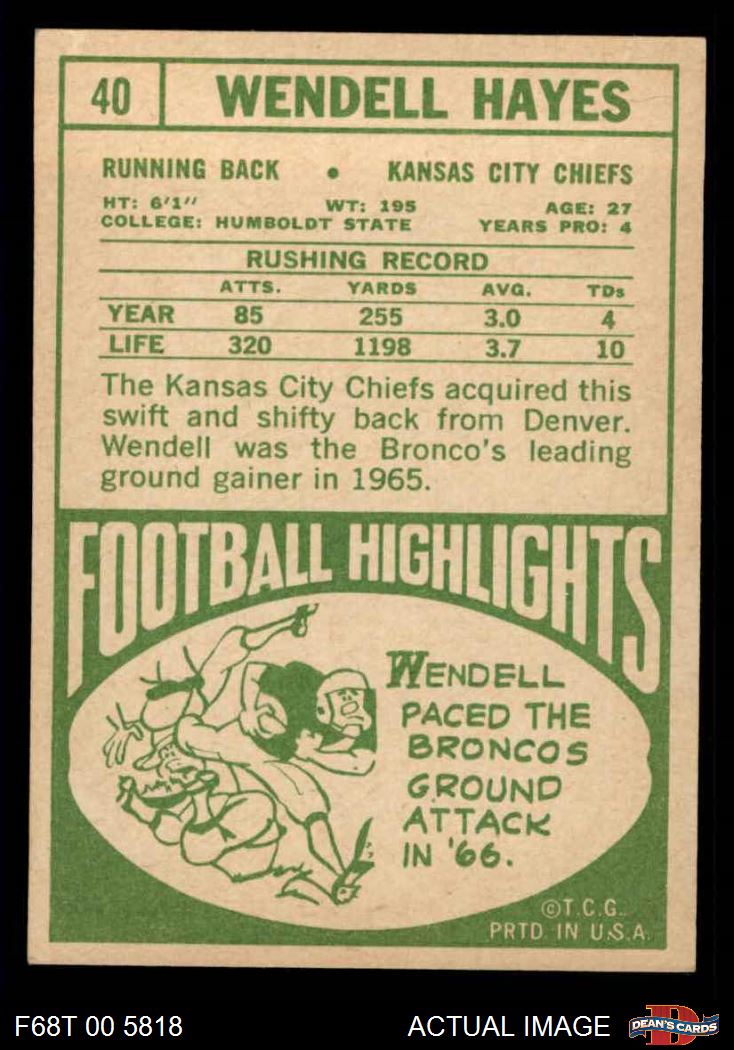 40 WENDELL HAYES
RUNNING BACK • KANSAS CITY CHIEFS
HT: 6'1" WT: 195 AGE: 27
COLLEGE: HUMBOLDT STATE YEARS PRO: 4
RUSHING RECORD
ATTS. YARDS AVG. TDs
YEAR 85 255 3.0 4
LIFE 320 1198 3.7 10
The Kansas City Chiefs acquired this
swift and shifty back from Denver.
Wendell was the Bronco's leading
ground gainer in 1965.
FOOTBALL HIGHLIGHTS
WENDELL
PACED THE
BRONCOS
GROUND
ATTACK
IN '66.
©T.C.G.
PRTD. IN U.S.A.
F68T 00 5818 ACTUAL IMAGE D DEAN'S CARDS